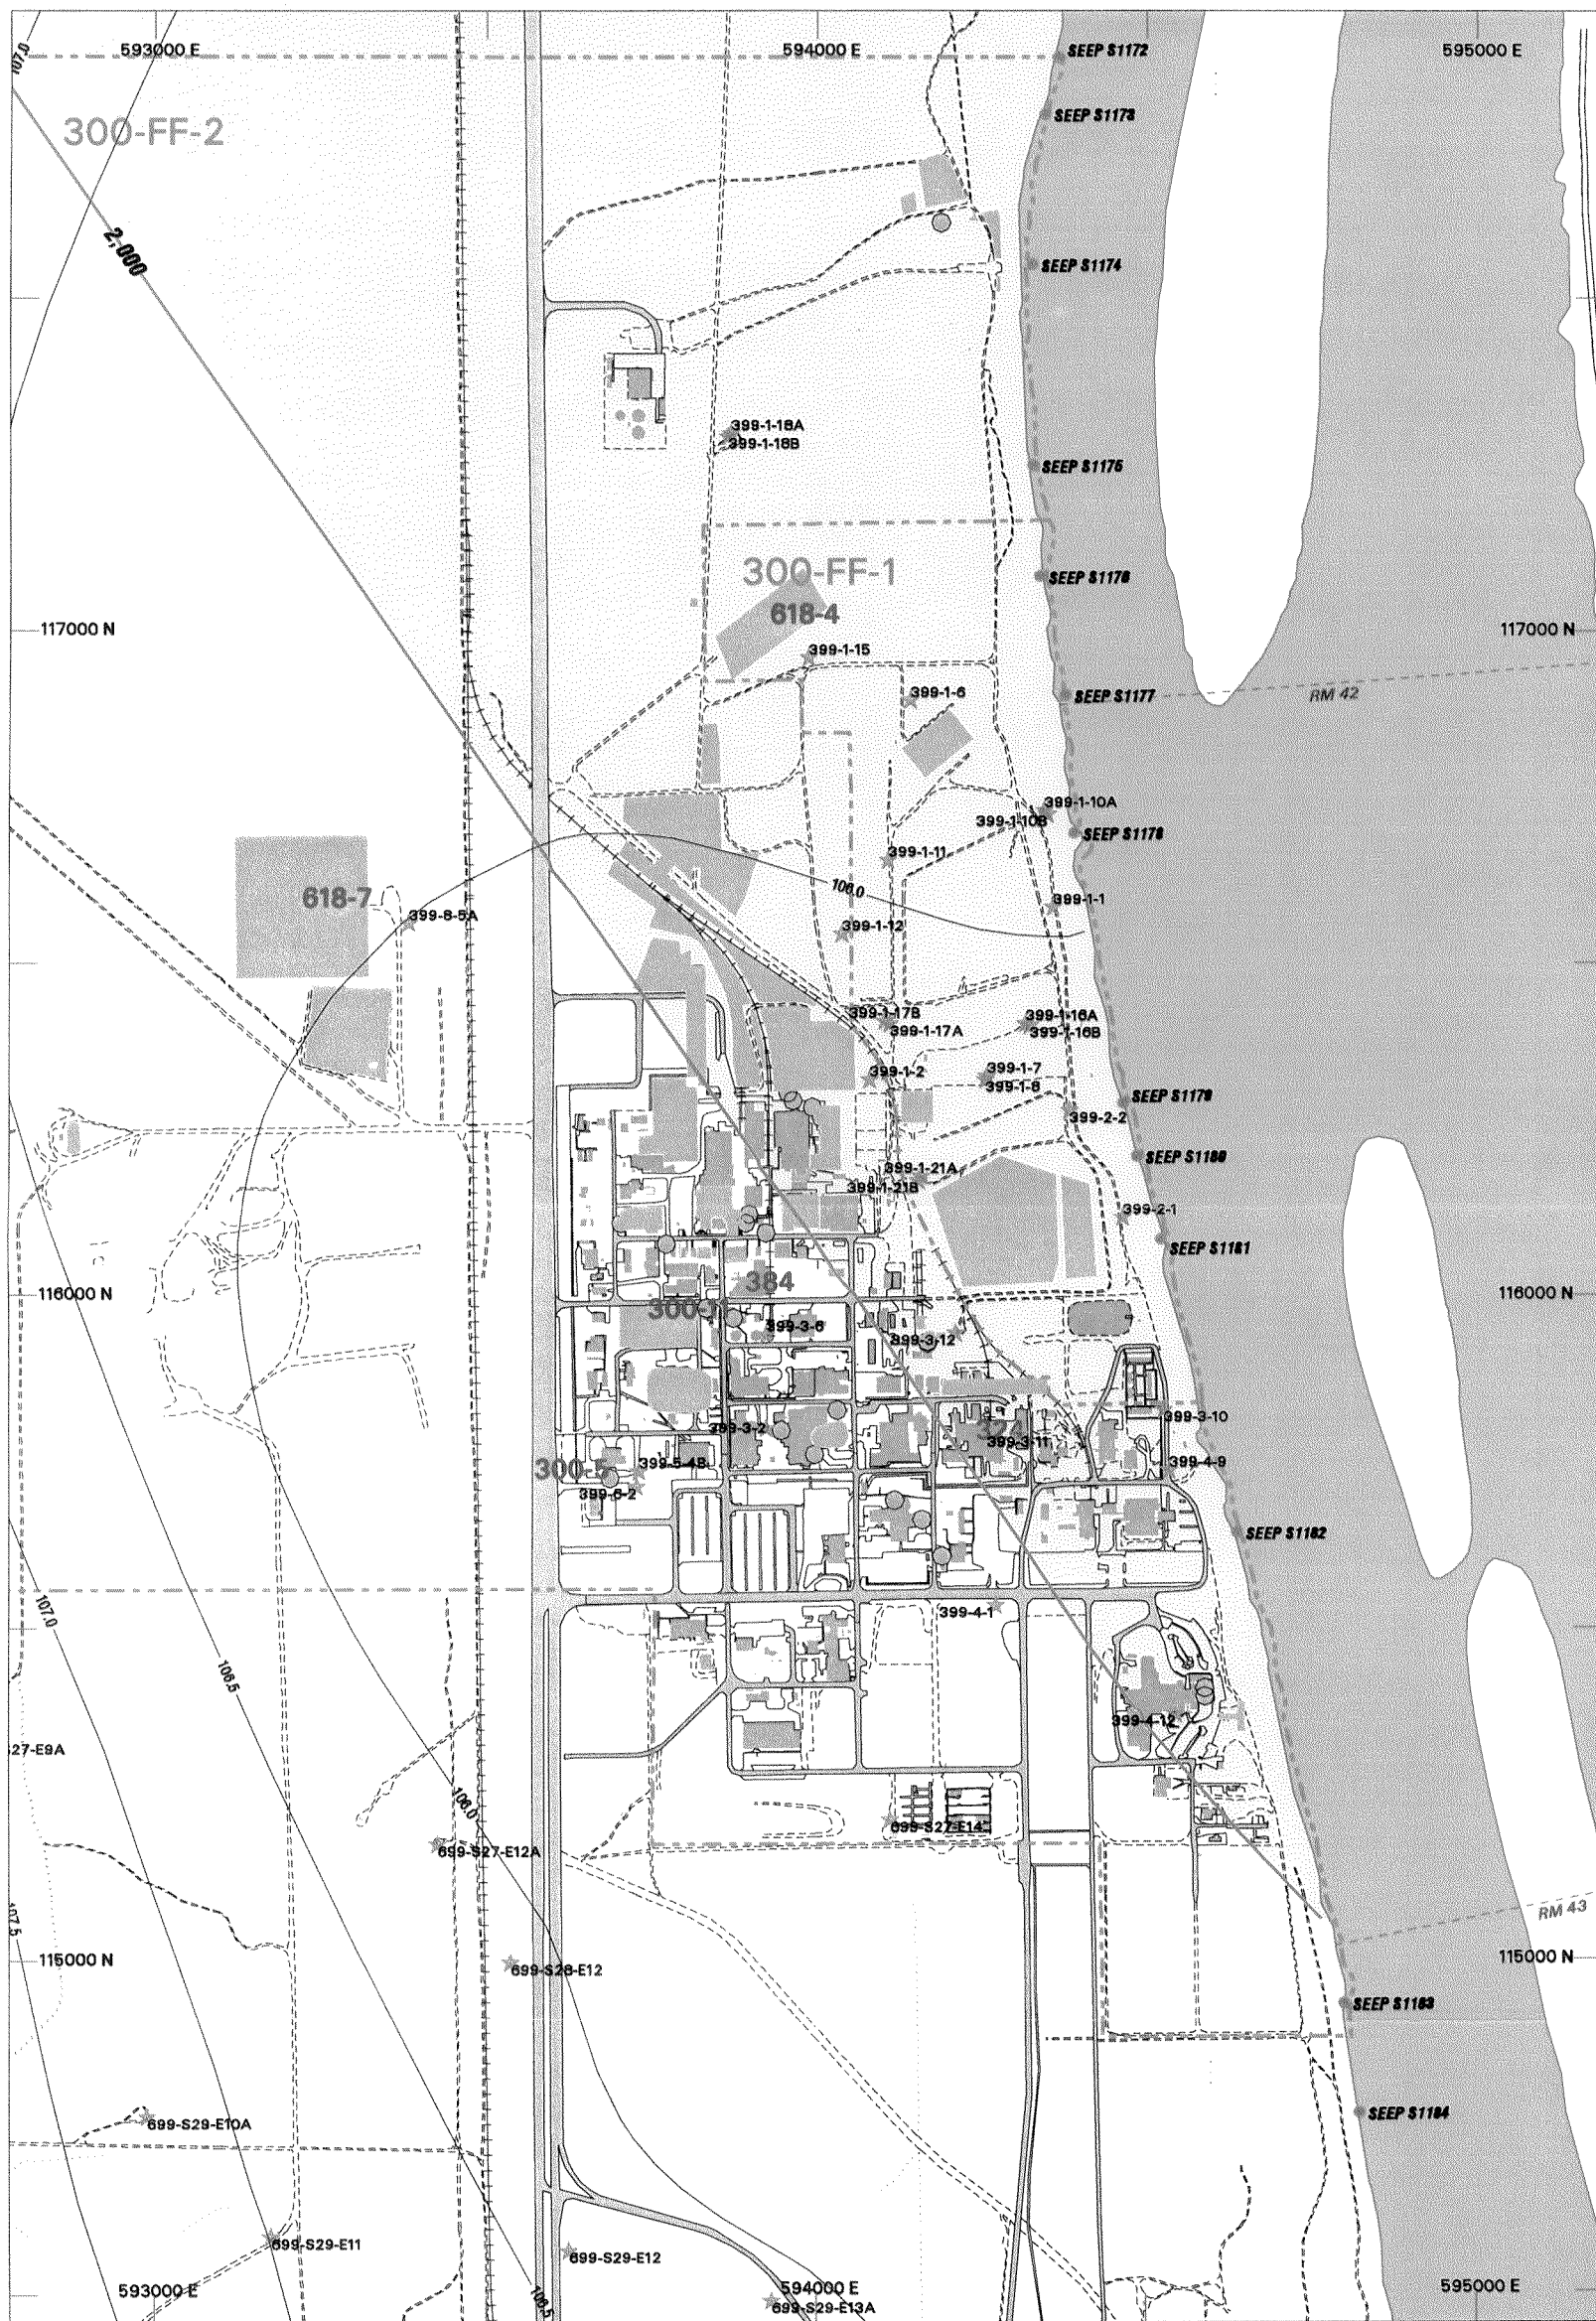 593000 E
594000 E
595000 E
107.0
SEEP S1172
SEEP S1173
300-FF-2
2,000
SEEP S1174
399-1-18A
399-1-18B
SEEP S1175
300-FF-1
SEEP S1176
618-4
117000 N
117000 N
399-1-15
399-1-6
SEEP S1177
RM 42
399-1-10A
399-1-10B
SEEP S1178
399-1-11
106.0
618-7
399-8-5A
399-1-1
399-1-12
399-1-17B
399-1-17A
399-1-16A
399-1-16B
399-1-2
399-1-7
399-1-8
SEEP S1179
399-2-2
SEEP S1180
399-1-21A
399-1-21B
399-2-1
SEEP S1181
384
116000 N
116000 N
399-3-6
399-3-12
399-3-10
399-3-2
399-3-11
300-5
399-5-4B
399-4-9
399-6-2
SEEP S1182
107.0
399-4-1
106.5
399-4-12
27-E9A
106.0
699-S27-E14
699-S27-E12A
107.5
RM 43
115000 N
115000 N
699-S28-E12
SEEP S1183
SEEP S1184
699-S29-E10A
699-S29-E11
699-S29-E12
593000 E
594000 E
595000 E
106.5
699-S29-E13A